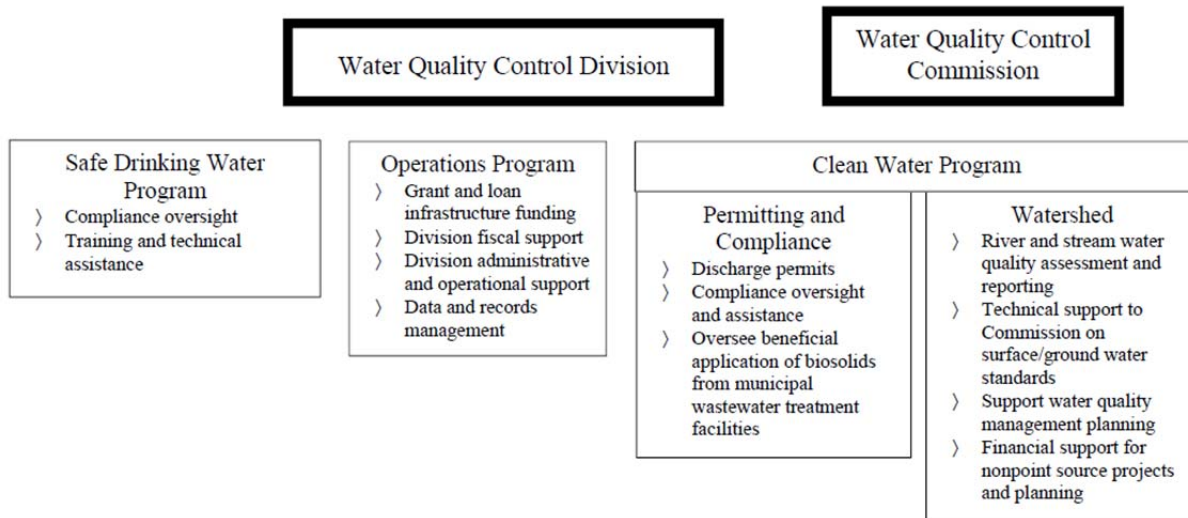 Water Quality Control Division
Water Quality Control
Commission
Safe Drinking Water
Program
〉 Compliance oversight
〉 Training and technical
assistance
Operations Program
〉 Grant and loan
infrastructure funding
〉 Division fiscal support
〉 Division administrative
and operational support
〉 Data and records
management
Clean Water Program
Permitting and
Compliance
〉 Discharge permits
〉 Compliance oversight
and assistance
〉 Oversee beneficial
application of biosolids
from municipal
wastewater treatment
facilities
Watershed
〉 River and stream water
quality assessment and
reporting
〉 Technical support to
Commission on
surface/ground water
standards
〉 Support water quality
management planning
〉 Financial support for
nonpoint source projects
and planning